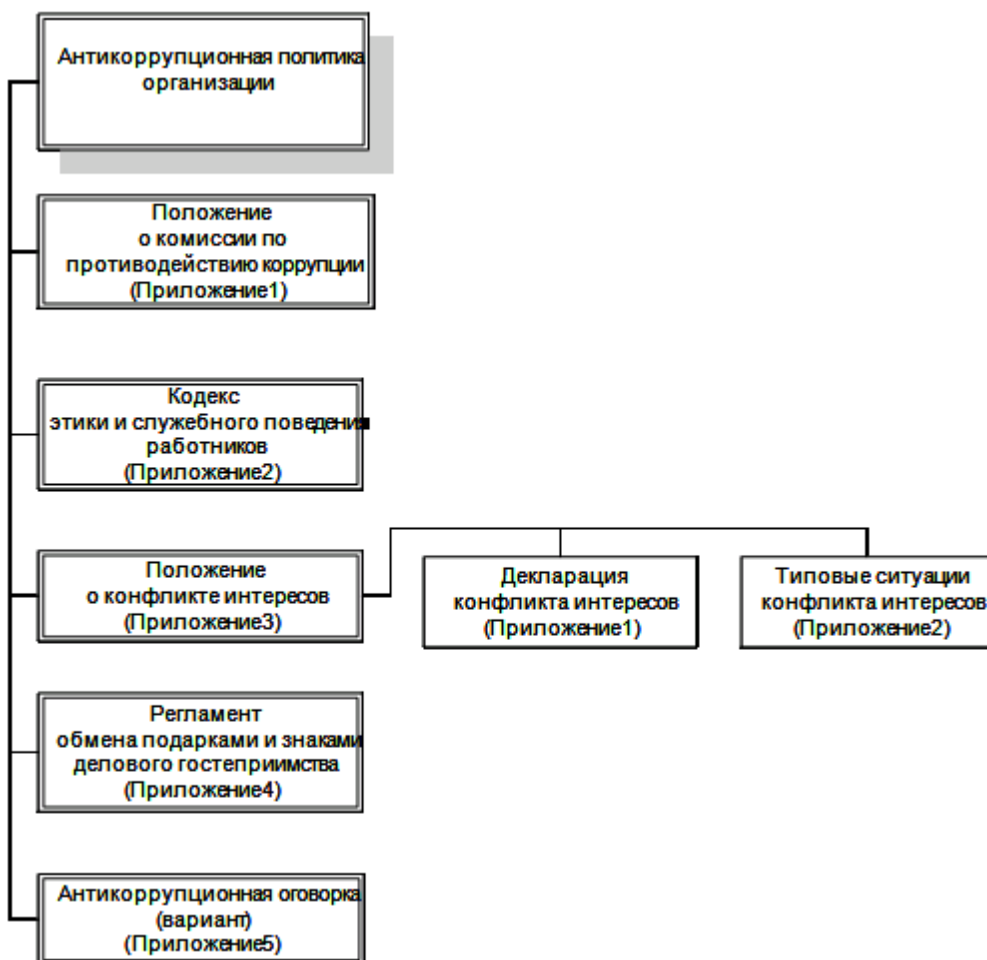 Антикоррупционная политика
организации
Положение
о комиссии по
противодействию коррупции
(Приложение1)
Кодекс
этики и служебного поведения
работников
(Приложение2)
Положение
о конфликте интересов
(Приложение3)
Декларация
конфликта интересов
(Приложение1)
Типовые ситуации
конфликта интересов
(Приложение2)
Регламент
обмена подарками и знаками
делового гостеприимства
(Приложение4)
Антикоррупционная оговорка
(вариант)
(Приложение5)